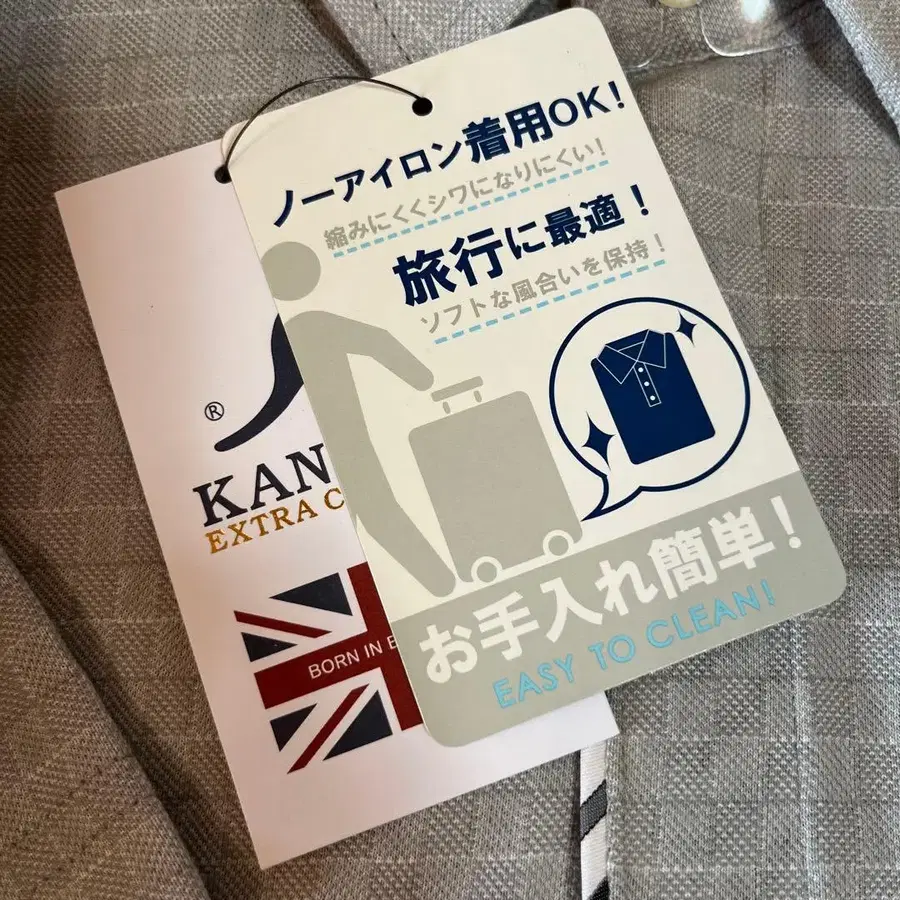 ノーアイロン着用OK!
縮みにくくシワになりにくい!
旅行に最適!
ソフトな風合いを保持!
お手入れ簡単!
EASY TO CLEAN!
®
KAN
EXTRA C
BORN IN E